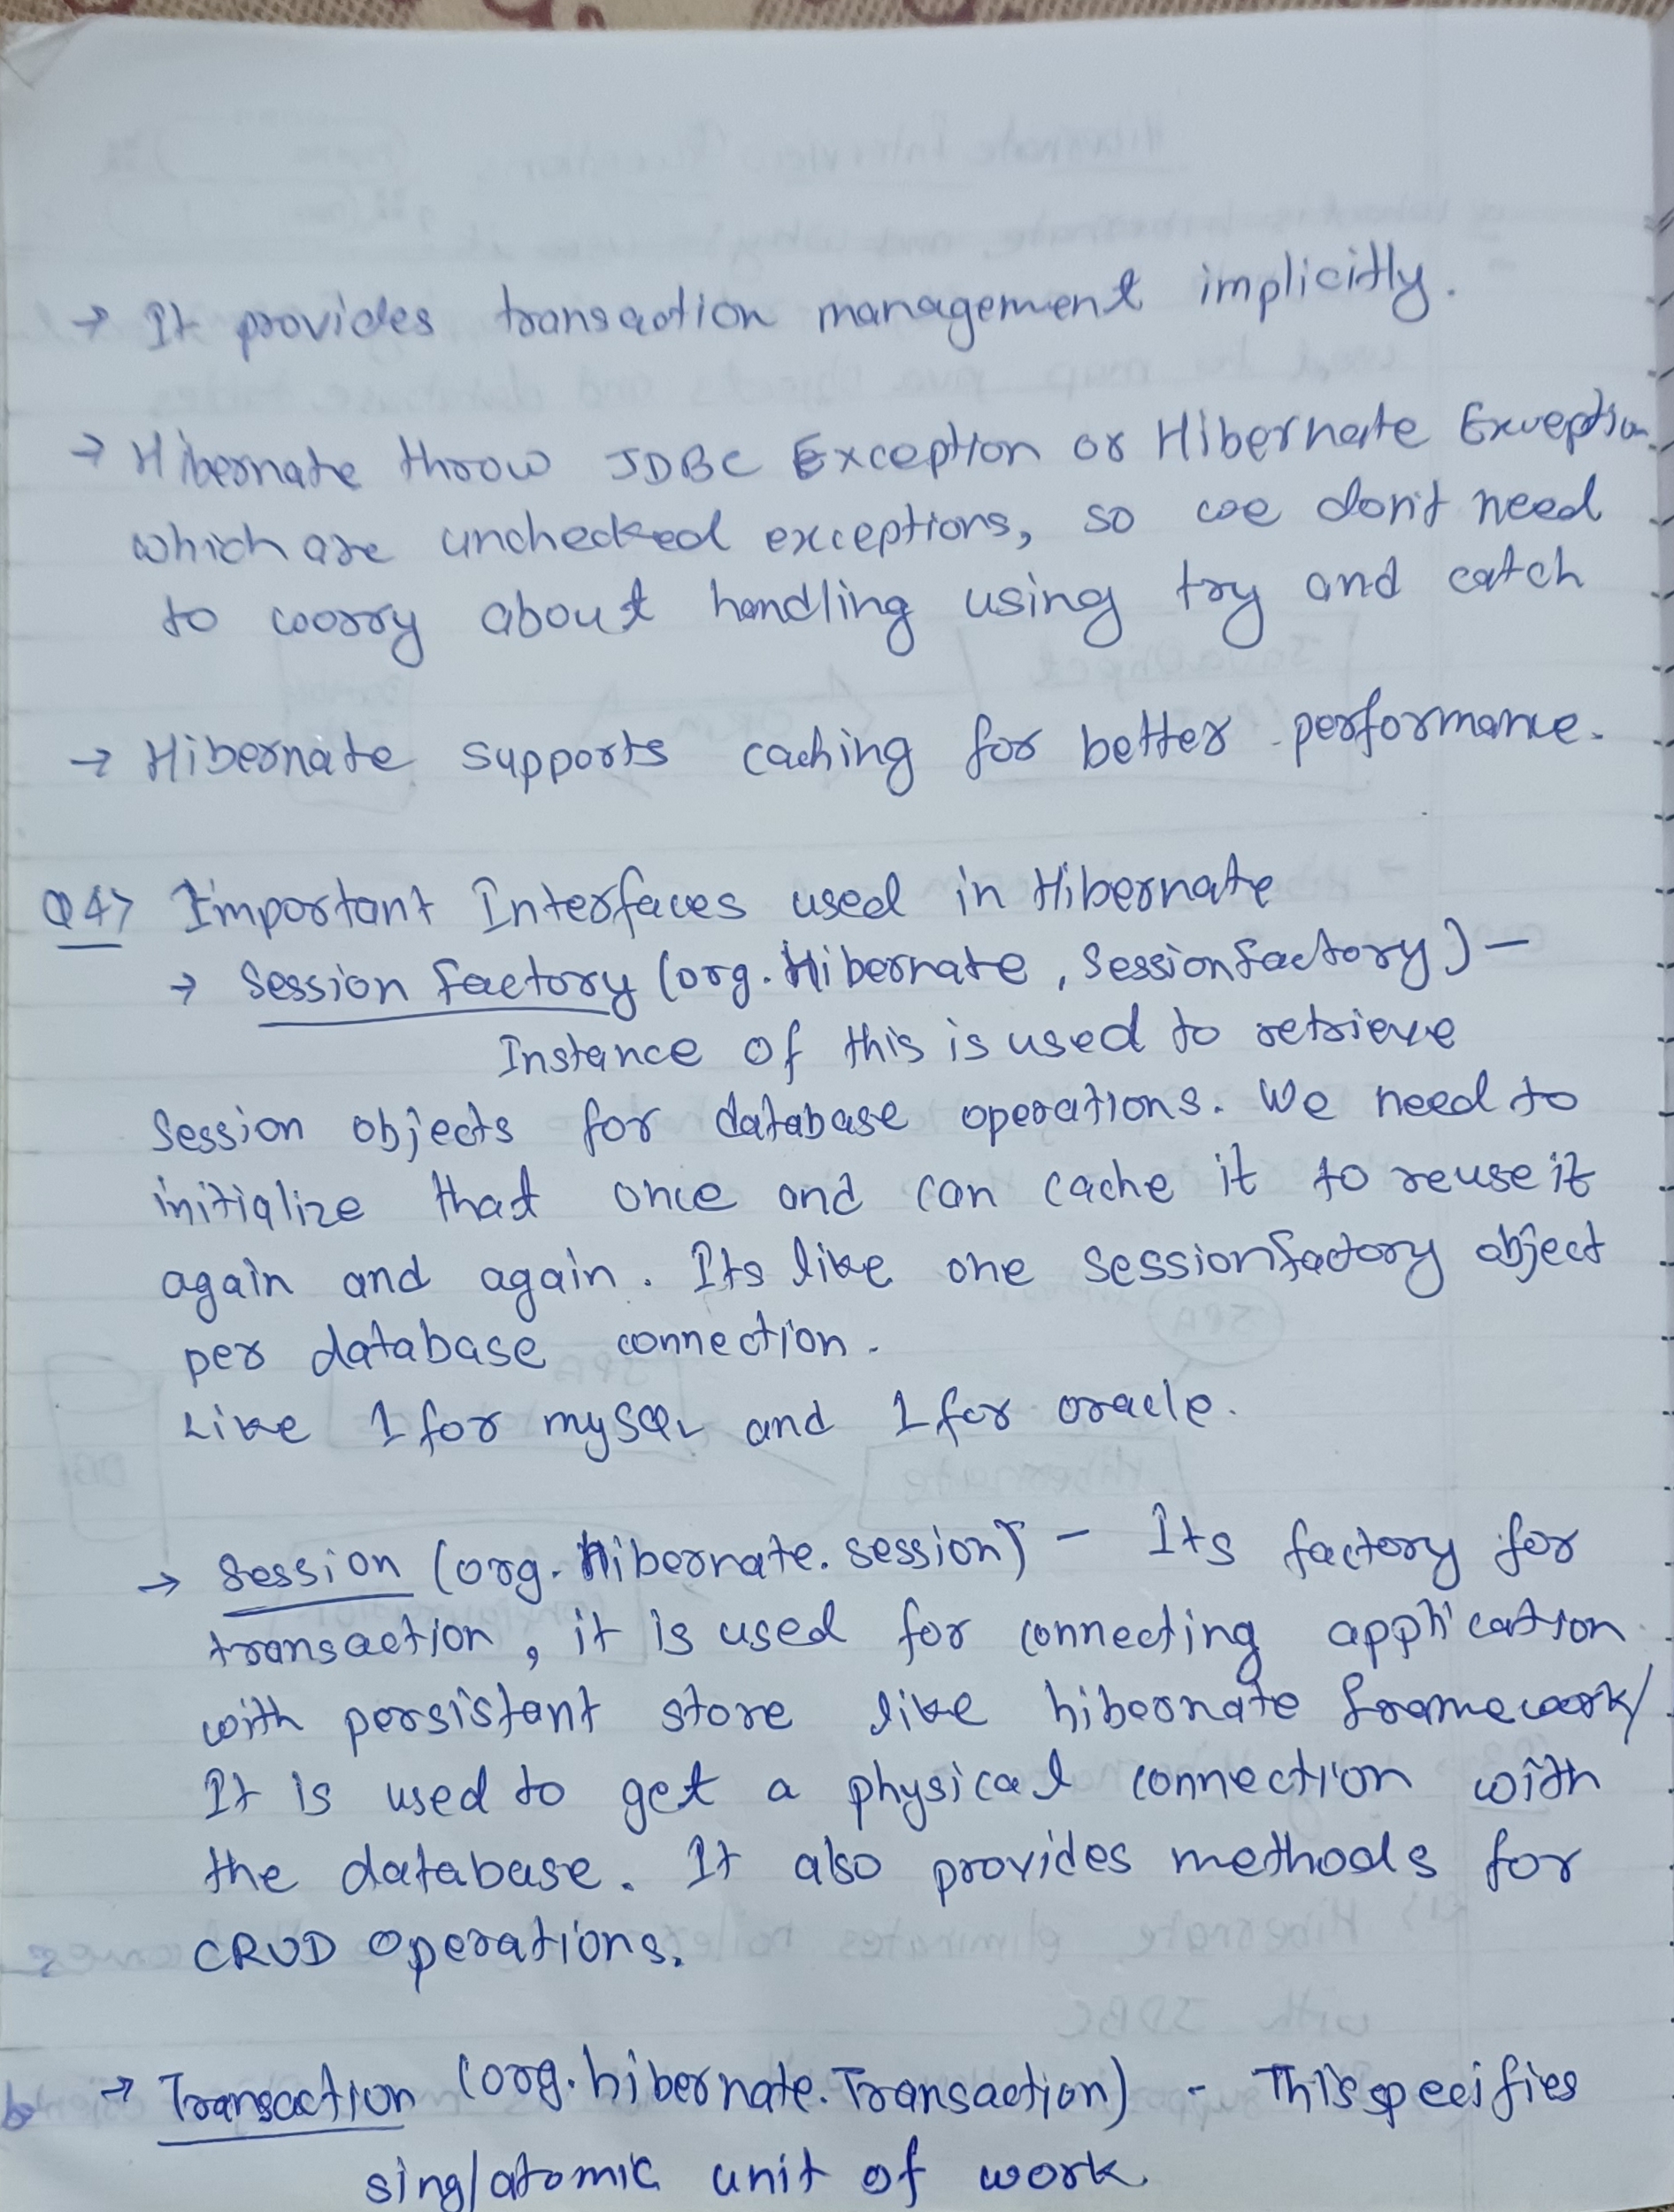 → It provides transaction management implicitly.
→ Hibernate throw JDBC Exception or Hibernate Exception
which are unchecked exceptions, so we don't need
to worry about handling using try and catch
→ Hibernate supports caching for better performance.
Q4> Important Interfaces used in Hibernate
→ Session factory (org.Hibernate, Sessionfactory) -
Instance of this is used to retrieve
Session objects for database operations. We need to
initialize that once and can cache it to reuse it
again and again. Its like one sessionfactory object
per database connection.
Like 1 for mySQL and 1 for oracle.
→ Session (org.hibernate.session) - Its factory for
transaction, it is used for connecting application
with persistant store like hibernate framework/
It is used to get a physical connection with
the database. It also provides methods for
CRUD operations.
→ Transaction (org.hibernate.Transaction) - This specifies
singlatomic unit of work.